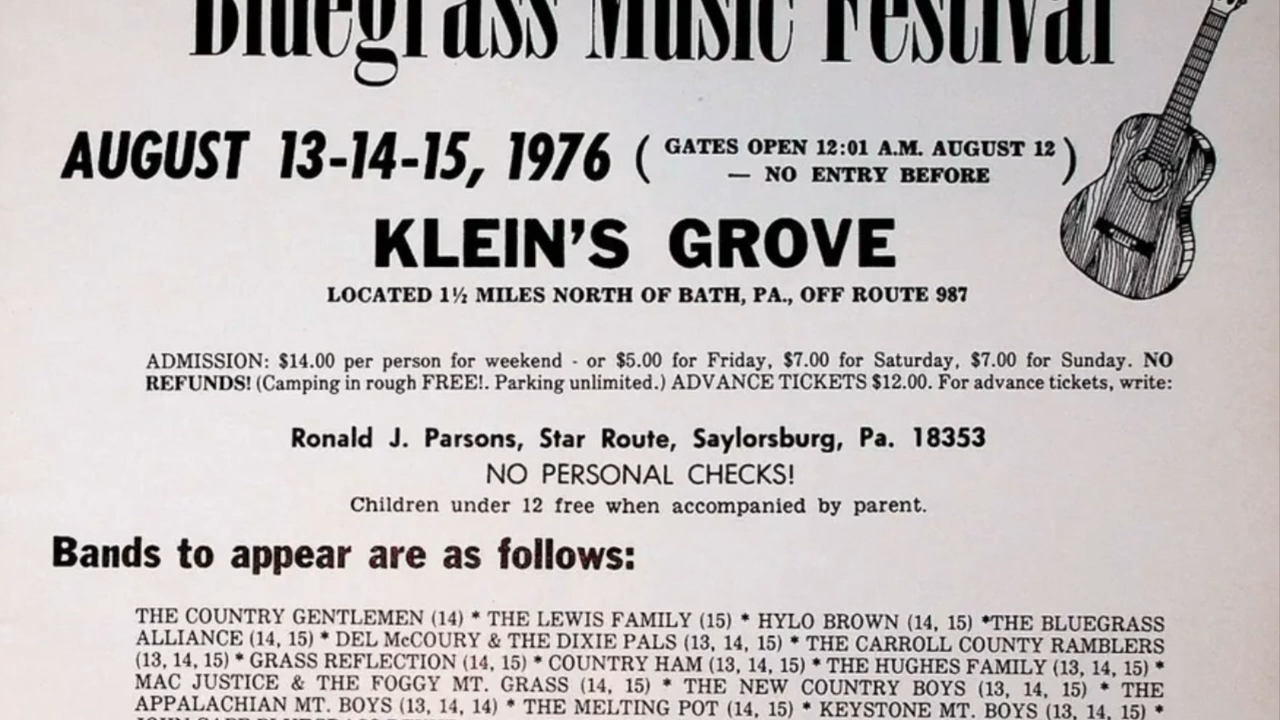 Bluegrass Music Festival
AUGUST 13-14-15, 1976 ( GATES OPEN 12:01 A.M. AUGUST 12 )
— NO ENTRY BEFORE
KLEIN'S GROVE
LOCATED 1½ MILES NORTH OF BATH, PA., OFF ROUTE 987
ADMISSION: $14.00 per person for weekend - or $5.00 for Friday, $7.00 for Saturday, $7.00 for Sunday. NO
REFUNDS! (Camping in rough FREE!. Parking unlimited.) ADVANCE TICKETS $12.00. For advance tickets, write:
Ronald J. Parsons, Star Route, Saylorsburg, Pa. 18353
NO PERSONAL CHECKS!
Children under 12 free when accompanied by parent.
Bands to appear are as follows:
THE COUNTRY GENTLEMEN (14) * THE LEWIS FAMILY (15) * HYLO BROWN (14, 15) *THE BLUEGRASS
ALLIANCE (14, 15) * DEL McCOURY & THE DIXIE PALS (13, 14, 15) * THE CARROLL COUNTY RAMBLERS
(13, 14, 15) * GRASS REFLECTION (14, 15) * COUNTRY HAM (13, 14, 15) * THE HUGHES FAMILY (13, 14, 15) *
MAC JUSTICE & THE FOGGY MT. GRASS (14, 15) * THE NEW COUNTRY BOYS (13, 14, 15) * THE
APPALACHIAN MT. BOYS (13, 14, 14) * THE MELTING POT (14, 15) * KEYSTONE MT. BOYS (13, 14, 15) *